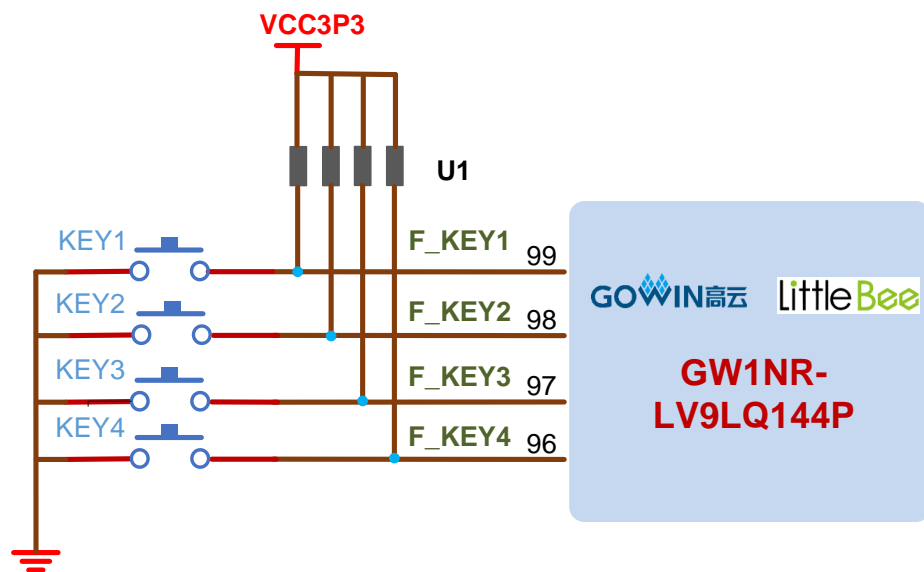 VCC3P3
U1
KEY1
F_KEY1
99
KEY2
F_KEY2
98
KEY3
F_KEY3
97
KEY4
F_KEY4
96
GOWIN高云
LittleBee
GW1NR-
LV9LQ144P